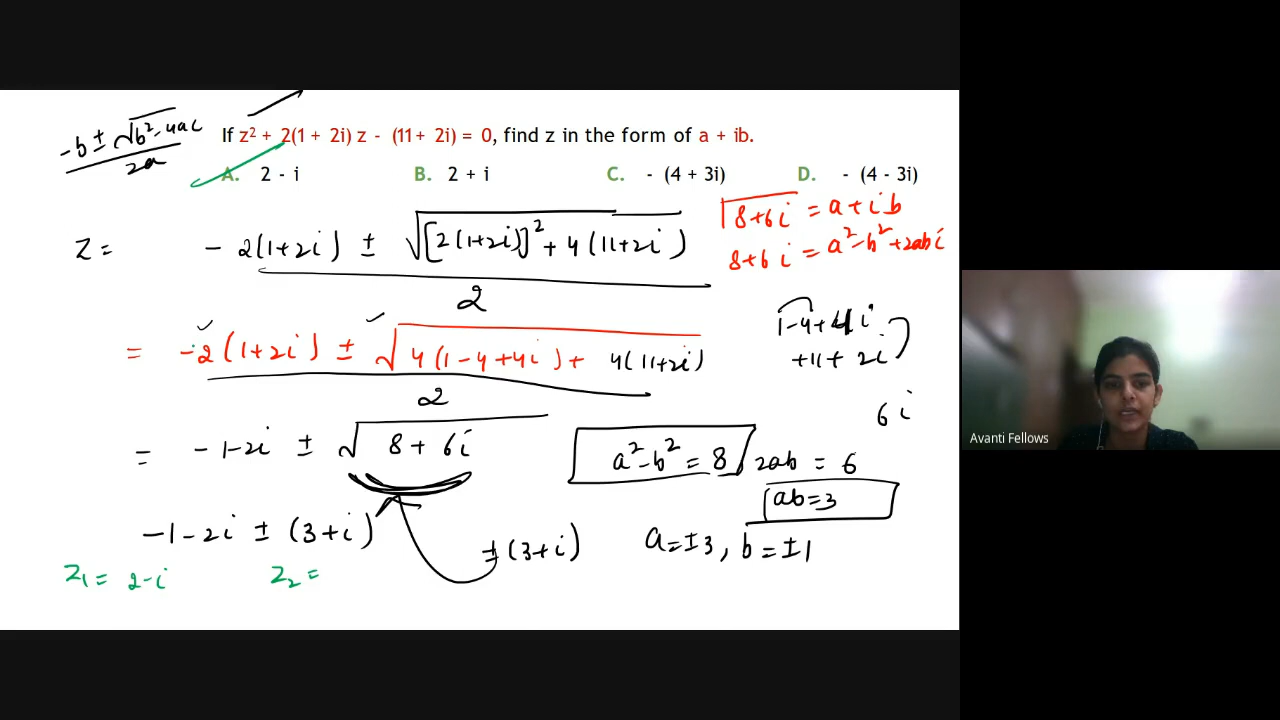 -b ± √b² - 4ac / 2a
If z² + 2(1 + 2i) z - (11+ 2i) = 0, find z in the form of a + ib.
A. 2 - i B. 2 + i C. - (4 + 3i) D. - (4 - 3i)
√8+6i = a+ib
8+6i = a²-b²+2abi
z = -2(1+2i) ± √[2(1+2i)]² + 4(11+2i) / 2
1-4+4i
+11+2i
6i
= -2(1+2i) ± √4(1-4+4i) + 4(11+2i) / 2
= -1-2i ± √8+6i
a²-b² = 8 2ab = 6
ab=3
-1-2i ± (3+i)
±(3+i)
a=±3, b=±1
z₁ = 2-i z₂ =
Avanti Fellows